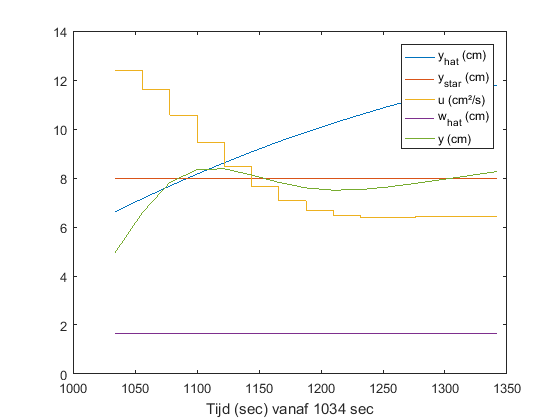 14
12
10
8
6
4
2
0
y_hat (cm)
y_star (cm)
u (cm²/s)
w_hat (cm)
y (cm)
1000 1050 1100 1150 1200 1250 1300 1350
Tijd (sec) vanaf 1034 sec